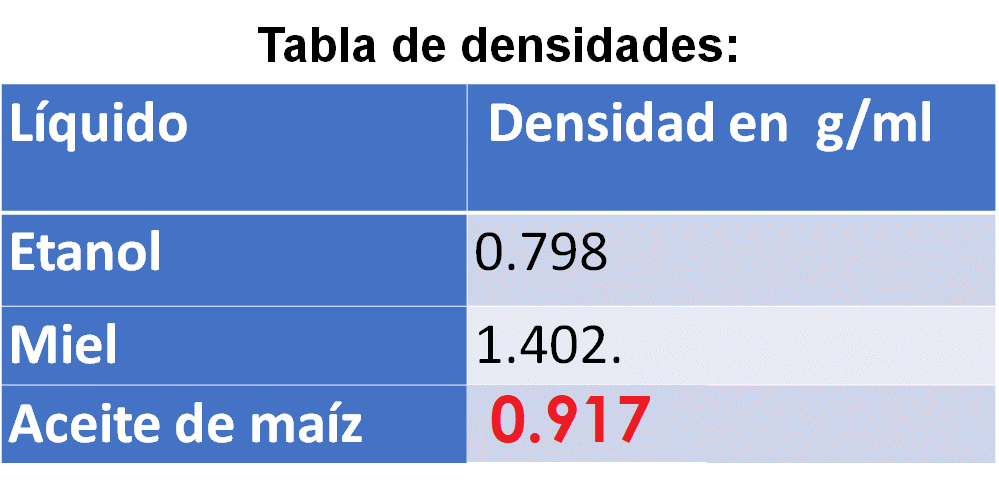 Tabla de densidades:
Líquido Densidad en g/ml
Etanol 0.798
Miel 1.402.
Aceite de maíz 0.917